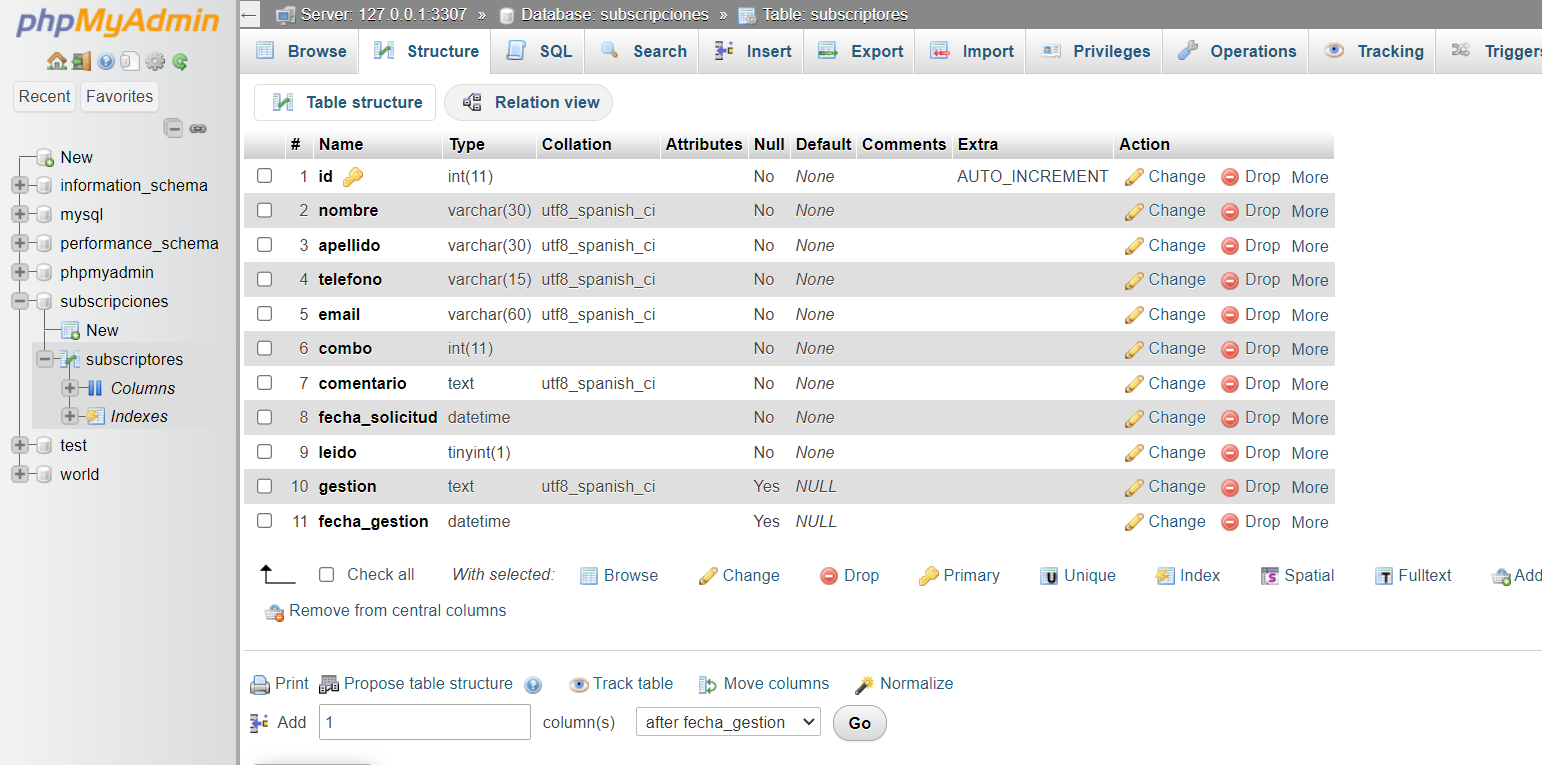 phpMyAdmin
Recent Favorites
New
information_schema
mysql
performance_schema
phpmyadmin
subscripciones
New
subscriptores
Columns
Indexes
test
world
Server: 127.0.0.1:3307 » Database: subscripciones » Table: subscriptores
Browse Structure SQL Search Insert Export Import Privileges Operations Tracking Triggers
Table structure Relation view
# Name Type Collation Attributes Null Default Comments Extra Action
1 id int(11) No None AUTO_INCREMENT Change Drop More
2 nombre varchar(30) utf8_spanish_ci No None Change Drop More
3 apellido varchar(30) utf8_spanish_ci No None Change Drop More
4 telefono varchar(15) utf8_spanish_ci No None Change Drop More
5 email varchar(60) utf8_spanish_ci No None Change Drop More
6 combo int(11) No None Change Drop More
7 comentario text utf8_spanish_ci No None Change Drop More
8 fecha_solicitud datetime No None Change Drop More
9 leido tinyint(1) No None Change Drop More
10 gestion text utf8_spanish_ci Yes NULL Change Drop More
11 fecha_gestion datetime Yes NULL Change Drop More
Check all With selected: Browse Change Drop Primary Unique Index Spatial Fulltext Add
Remove from central columns
Print Propose table structure Track table Move columns Normalize
Add 1 column(s) after fecha_gestion Go